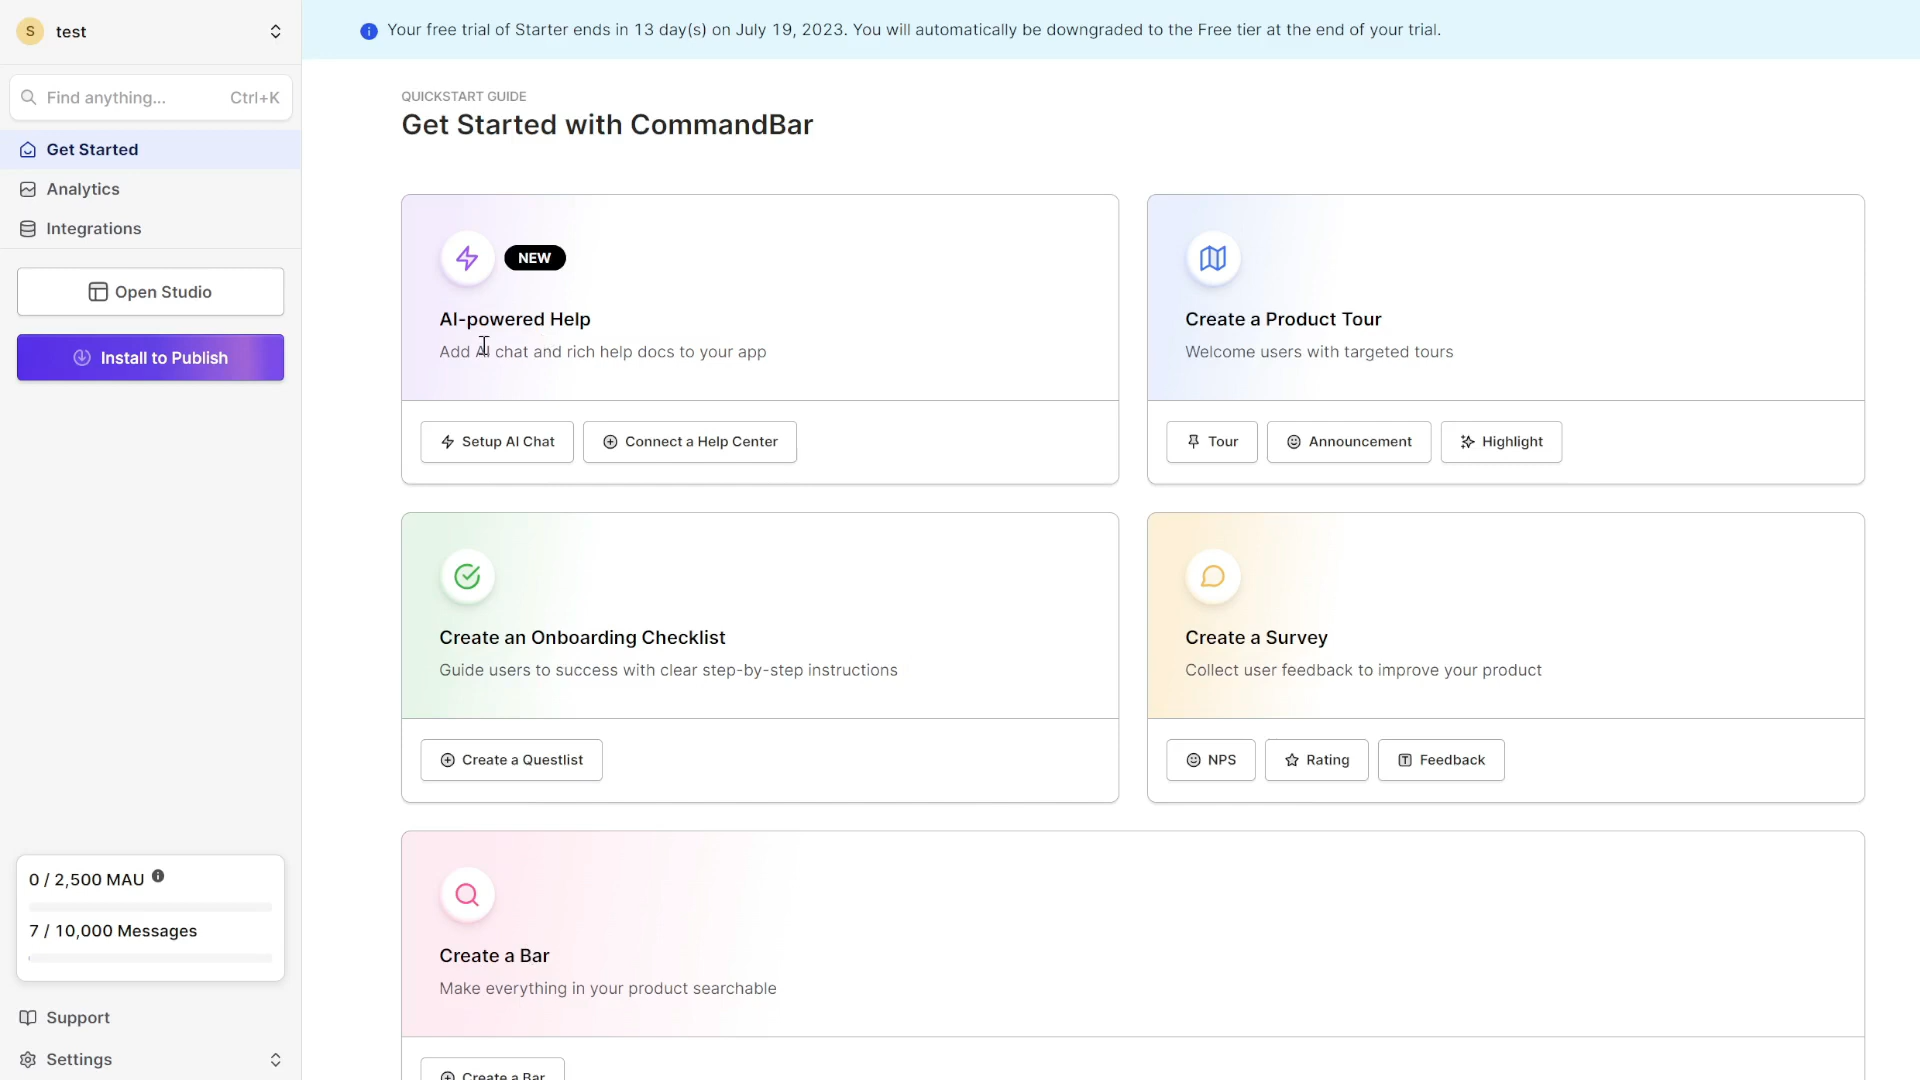 S test
Find anything... Ctrl+K
Get Started
Analytics
Integrations
Open Studio
Install to Publish
0 / 2,500 MAU
7 / 10,000 Messages
Support
Settings
Your free trial of Starter ends in 13 day(s) on July 19, 2023. You will automatically be downgraded to the Free tier at the end of your trial.
QUICKSTART GUIDE
Get Started with CommandBar
NEW
AI-powered Help
Add AI chat and rich help docs to your app
Setup AI Chat Connect a Help Center
Create a Product Tour
Welcome users with targeted tours
Tour Announcement Highlight
Create an Onboarding Checklist
Guide users to success with clear step-by-step instructions
Create a Questlist
Create a Survey
Collect user feedback to improve your product
NPS Rating Feedback
Create a Bar
Make everything in your product searchable
Create a Bar